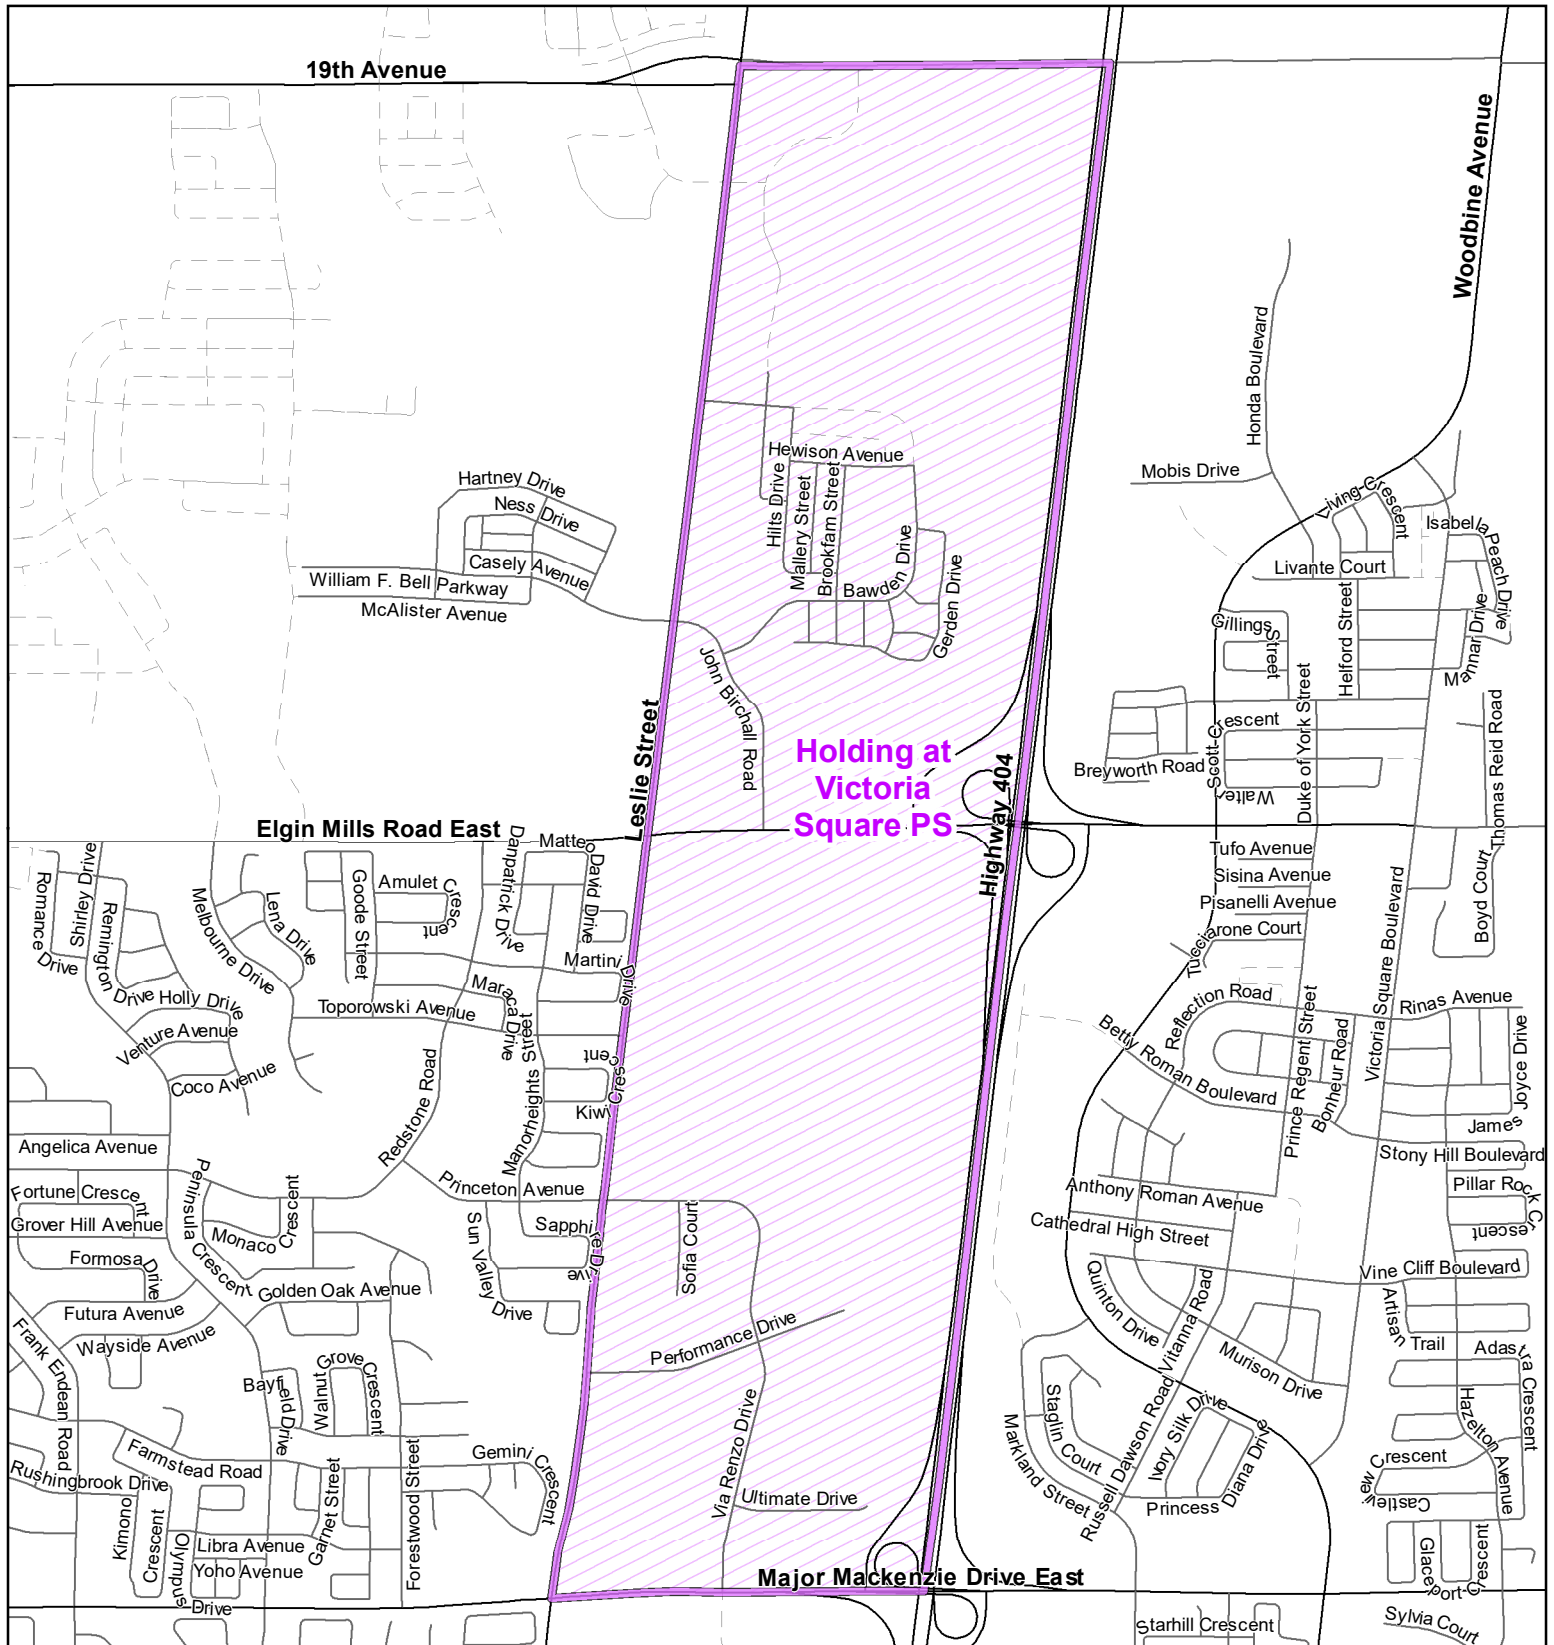 19th Avenue
Woodbine Avenue
Honda Boulevard
Hewison Avenue
Mobis Drive
Hartney Drive
Ness Drive
Hilts Drive
Mallery Street
Brookfam Street
Living Crescent
Isabella Peach Drive
Casely Avenue
William F. Bell Parkway
McAlister Avenue
Bawden Drive
Gerden Drive
Livante Court
Helford Street
Gillings Street
Mannar Drive
John Birchall Road
Leslie Street
Duke of York Street
Thomas Reid Road
Walter Scott Crescent
Breyworth Road
Holding at
Victoria
Square PS
Highway 404
Elgin Mills Road East
Danpatrick Drive
Matteo David Drive
Tufo Avenue
Sisina Avenue
Pisanelli Avenue
Tucciarone Court
Boyd Court
Victoria Square Boulevard
Romance Drive
Shirley Drive
Remington Drive
Melbourne Drive
Lena Drive
Goode Street
Amulet Crescent
Martini Drive
Maraca Drive
Toporowski Avenue
Holly Drive
Venture Avenue
Coco Avenue
Redstone Road
Manorheights Street
Kiwi Crescent
Reflection Road
Rinas Avenue
Betty Roman Boulevard
Prince Regent Street
Bonheur Road
James Joyce Drive
Angelica Avenue
Stony Hill Boulevard
Fortune Crescent
Peninsula Crescent
Princeton Avenue
Anthony Roman Avenue
Pillar Rock Crescent
Grover Hill Avenue
Monaco Crescent
Sun Valley Drive
Sapphire Drive
Sofia Court
Cathedral High Street
Formosa Drive
Golden Oak Avenue
Vine Cliff Boulevard
Futura Avenue
Quinton Drive
Vitanna Road
Artisan Trail
Wayside Avenue
Frank Endean Road
Performance Drive
Murison Drive
Adastra Crescent
Bayfield Drive
Walnut Grove Crescent
Staglin Court
Ivory Silk Drive
Hazelton Avenue
Markland Street
Russell Dawson Road
Diana Drive
Princess
Farmstead Road
Rushingbrook Drive
Gemini Crescent
Via Renzo Drive
Castleview Crescent
Ultimate Drive
Kimono Crescent
Garnet Street
Forestwood Street
Libra Avenue
Yoho Avenue
Olympus Drive
Major Mackenzie Drive East
Glaceport Crescent
Starhill Crescent
Sylvia Court